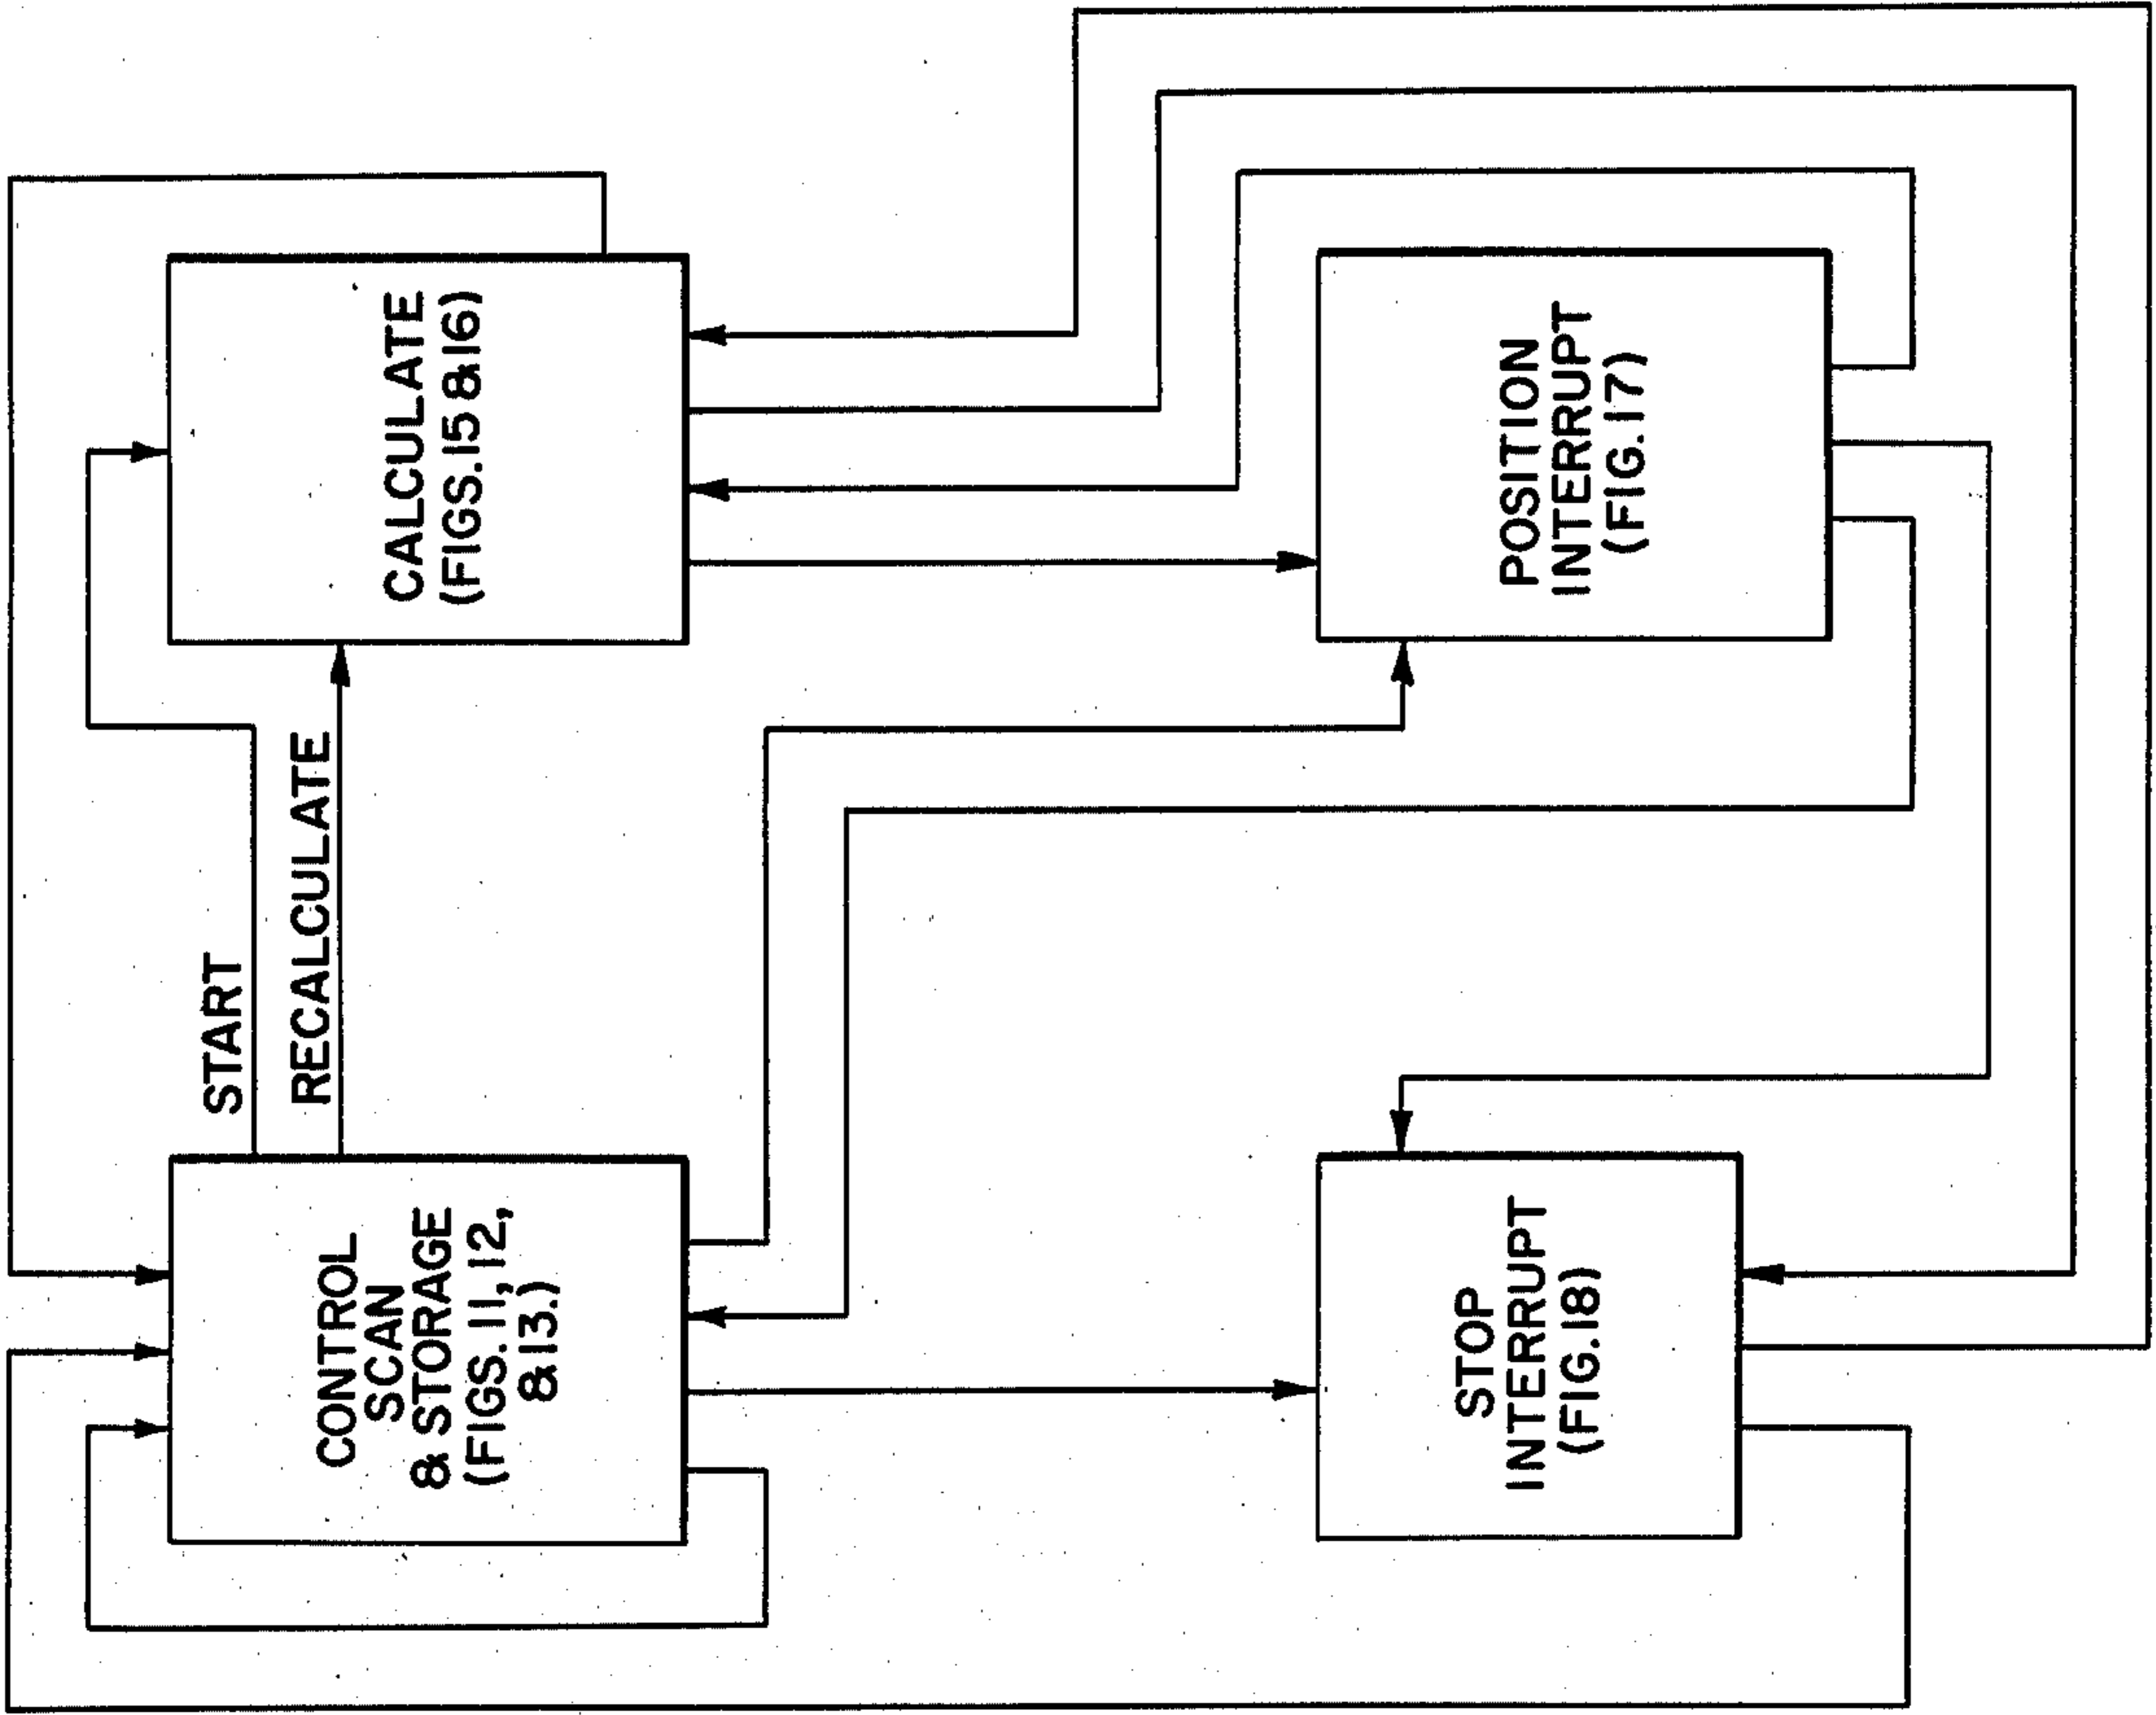 CONTROL
SCAN
& STORAGE
(FIGS. 11, 12,
& 13.)
START
RECALCULATE
CALCULATE
(FIGS. 15 & 16)
STOP
INTERRUPT
(FIG. 18)
POSITION
INTERRUPT
(FIG. 17)